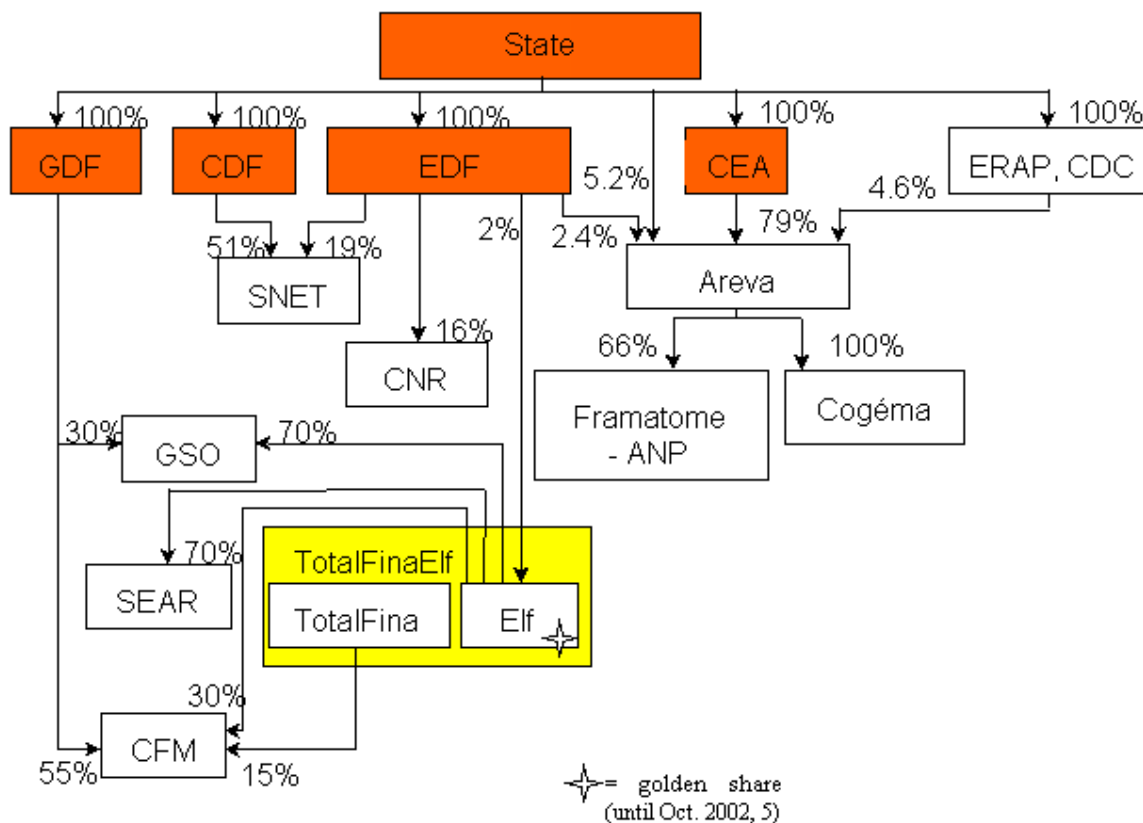 State
100%
100%
100%
100%
100%
GDF
CDF
EDF
CEA
ERAP, CDC
5.2%
4.6%
2%
2.4%
79%
51%
19%
SNET
Areva
16%
CNR
66%
100%
Framatome
- ANP
Cogéma
30%
70%
GSO
70%
SEAR
TotalFinaElf
TotalFina
Elf
30%
CFM
55%
15%
= golden share
(until Oct. 2002, 5)